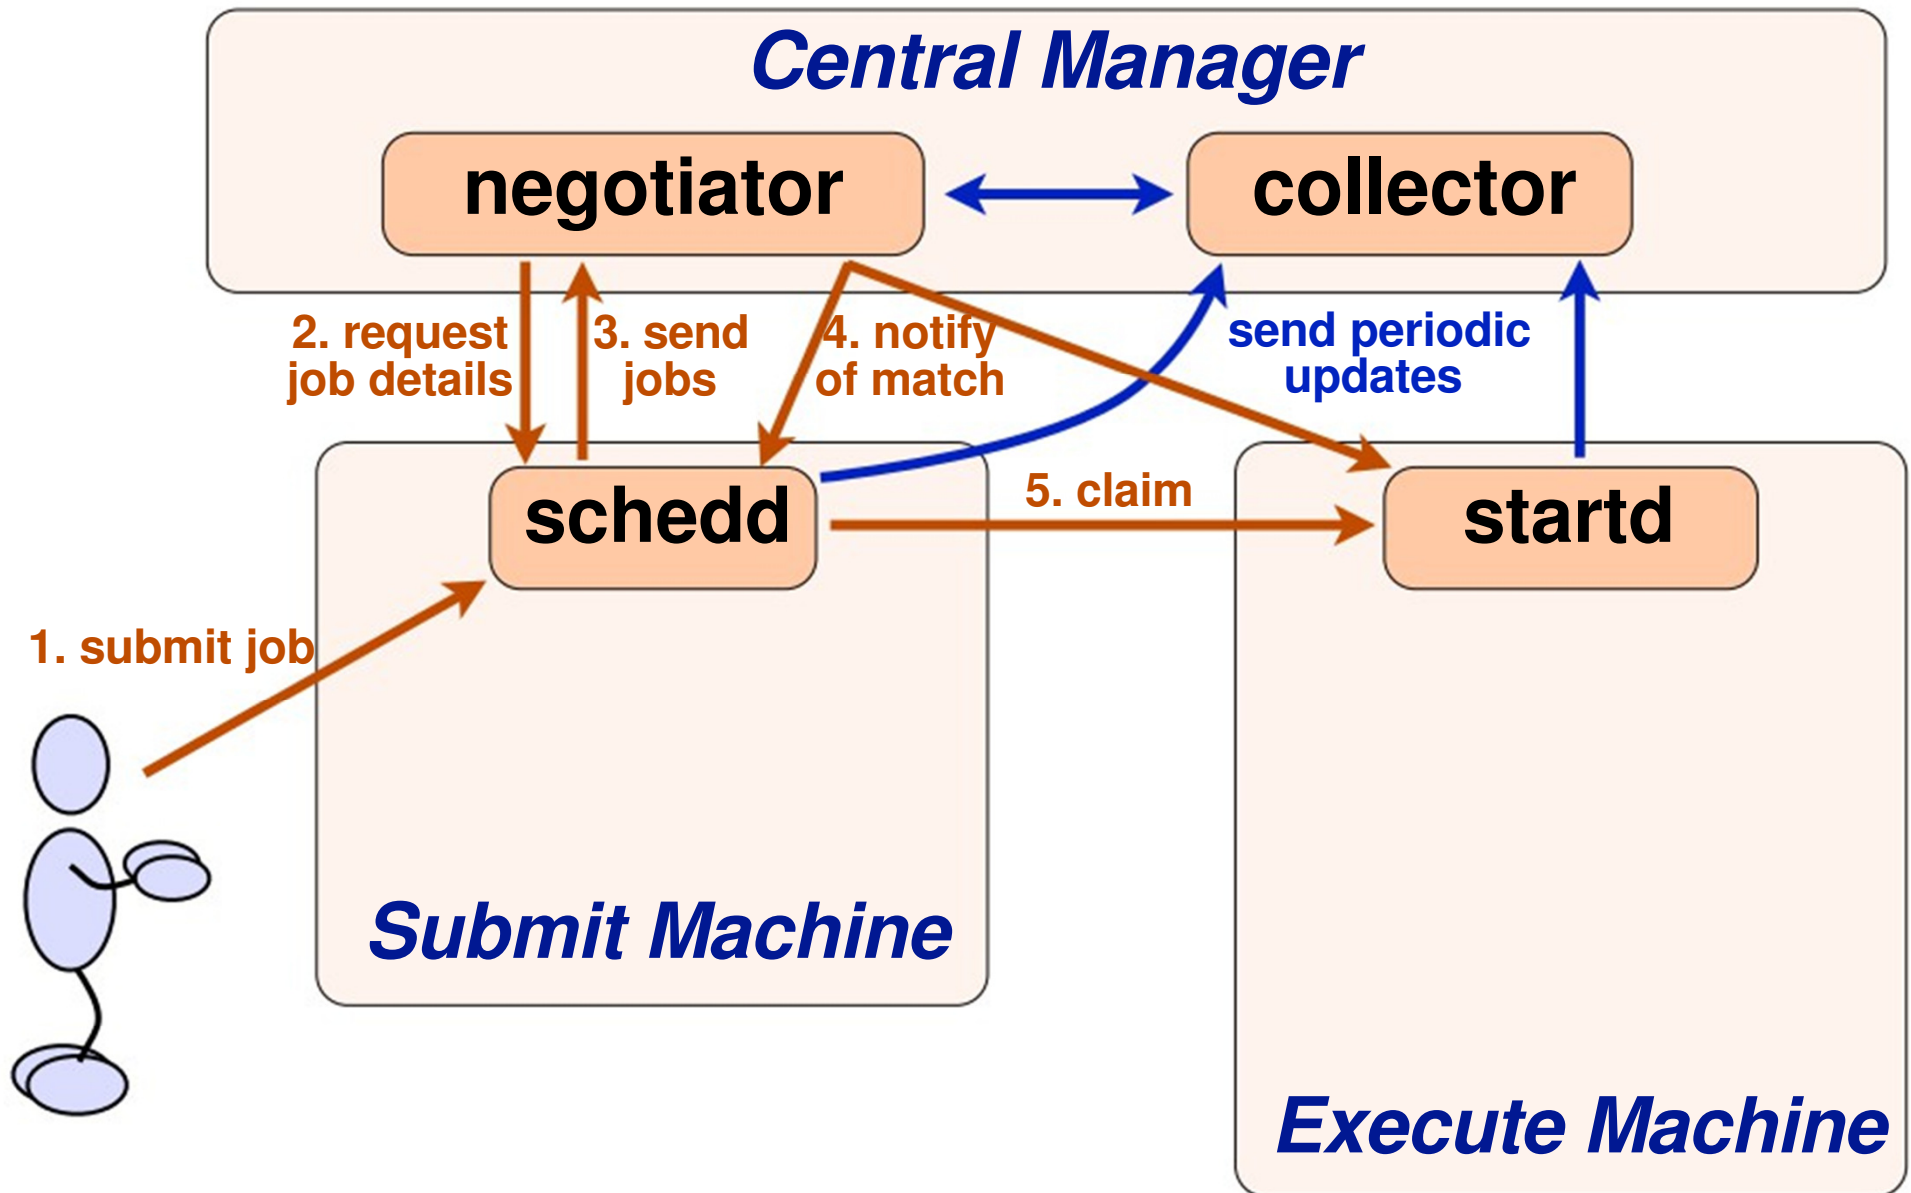 Central Manager
negotiator
collector
2. request
job details
3. send
jobs
4. notify
of match
send periodic
updates
schedd
5. claim
startd
1. submit job
Submit Machine
Execute Machine